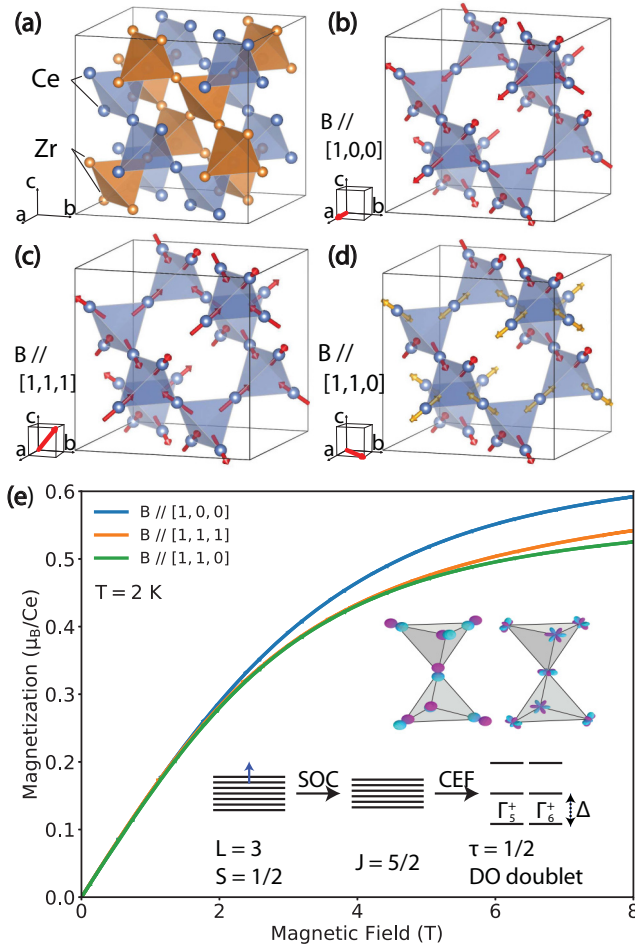 (a)
Ce
Zr
c
a
b
(b)
B //
[1,0,0]
c
a
b
(c)
B //
[1,1,1]
c
a
b
(d)
B //
[1,1,0]
c
a
b
(e)
0.6
0.5
0.4
0.3
0.2
0.1
0.0
Magnetization (μB/Ce)
B // [1, 0, 0]
B // [1, 1, 1]
B // [1, 1, 0]
T = 2 K
SOC
CEF
Γ5+
Γ6+
Δ
L = 3
S = 1/2
J = 5/2
τ = 1/2
DO doublet
0
2
4
6
8
Magnetic Field (T)